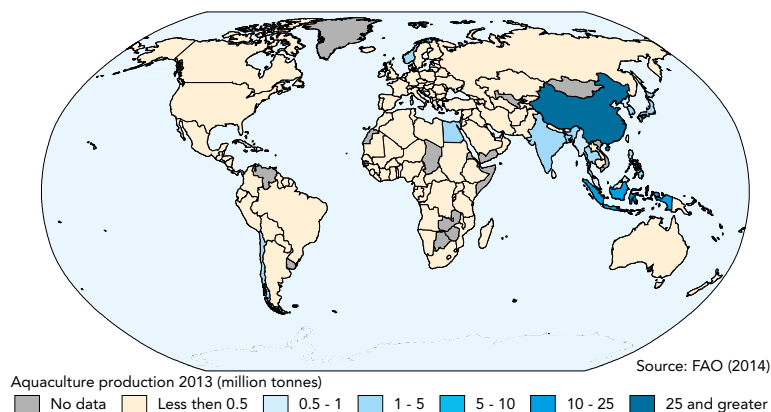 Source: FAO (2014)
Aquaculture production 2013 (million tonnes)
No data Less then 0.5 0.5 - 1 1 - 5 5 - 10 10 - 25 25 and greater